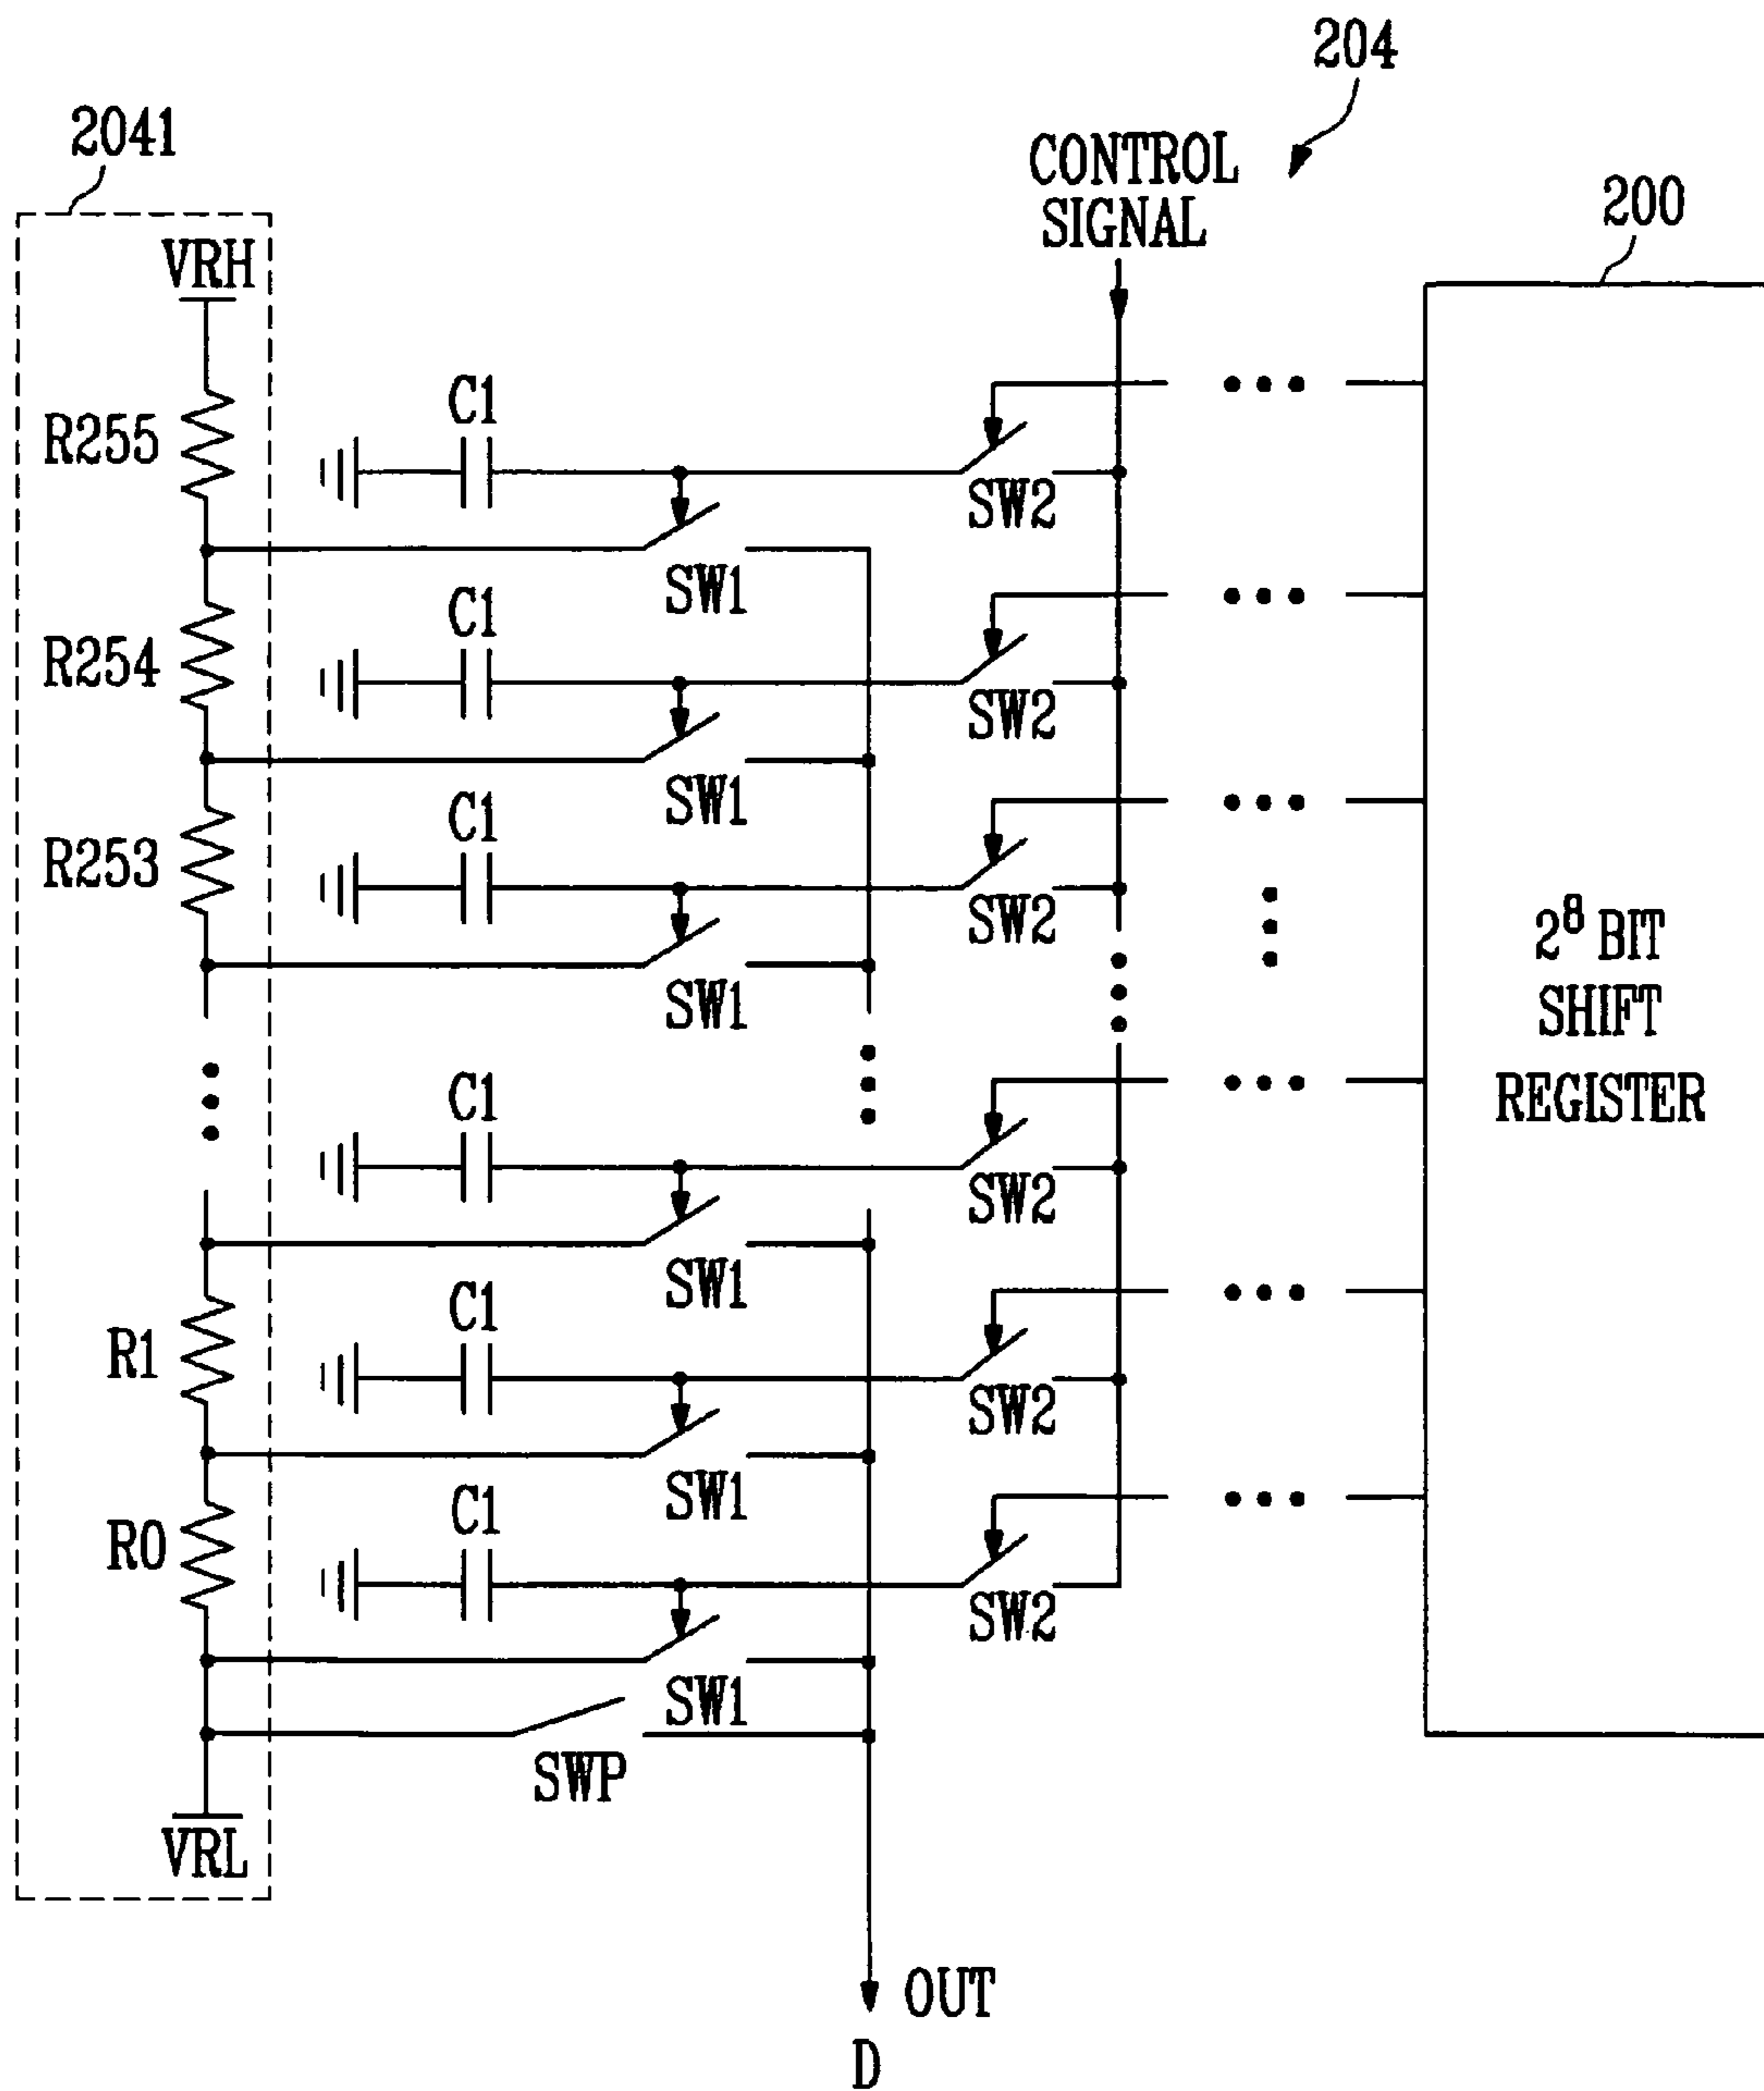 204
2041
CONTROL
SIGNAL
200
VRH
C1
R255
SW2
SW1
C1
R254
SW2
SW1
C1
R253
SW2
SW1
2⁸ BIT
SHIFT
REGISTER
C1
SW2
SW1
C1
R1
SW2
SW1
C1
R0
SW2
SW1
SWP
VRL
OUT
D